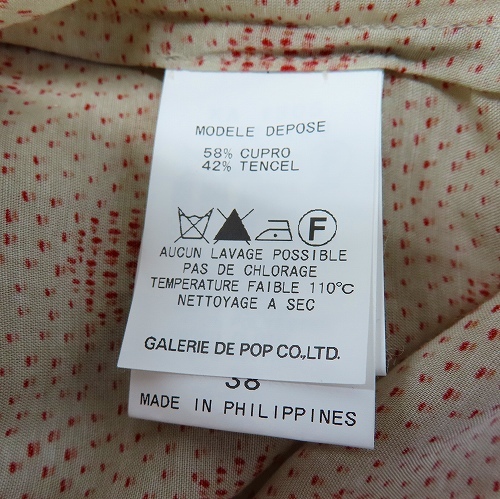 MODELE DEPOSE
58% CUPRO
42% TENCEL
F
AUCUN LAVAGE POSSIBLE
PAS DE CHLORAGE
TEMPERATURE FAIBLE 110°C
NETTOYAGE A SEC
GALERIE DE POP CO.,LTD.
38
MADE IN PHILIPPINES